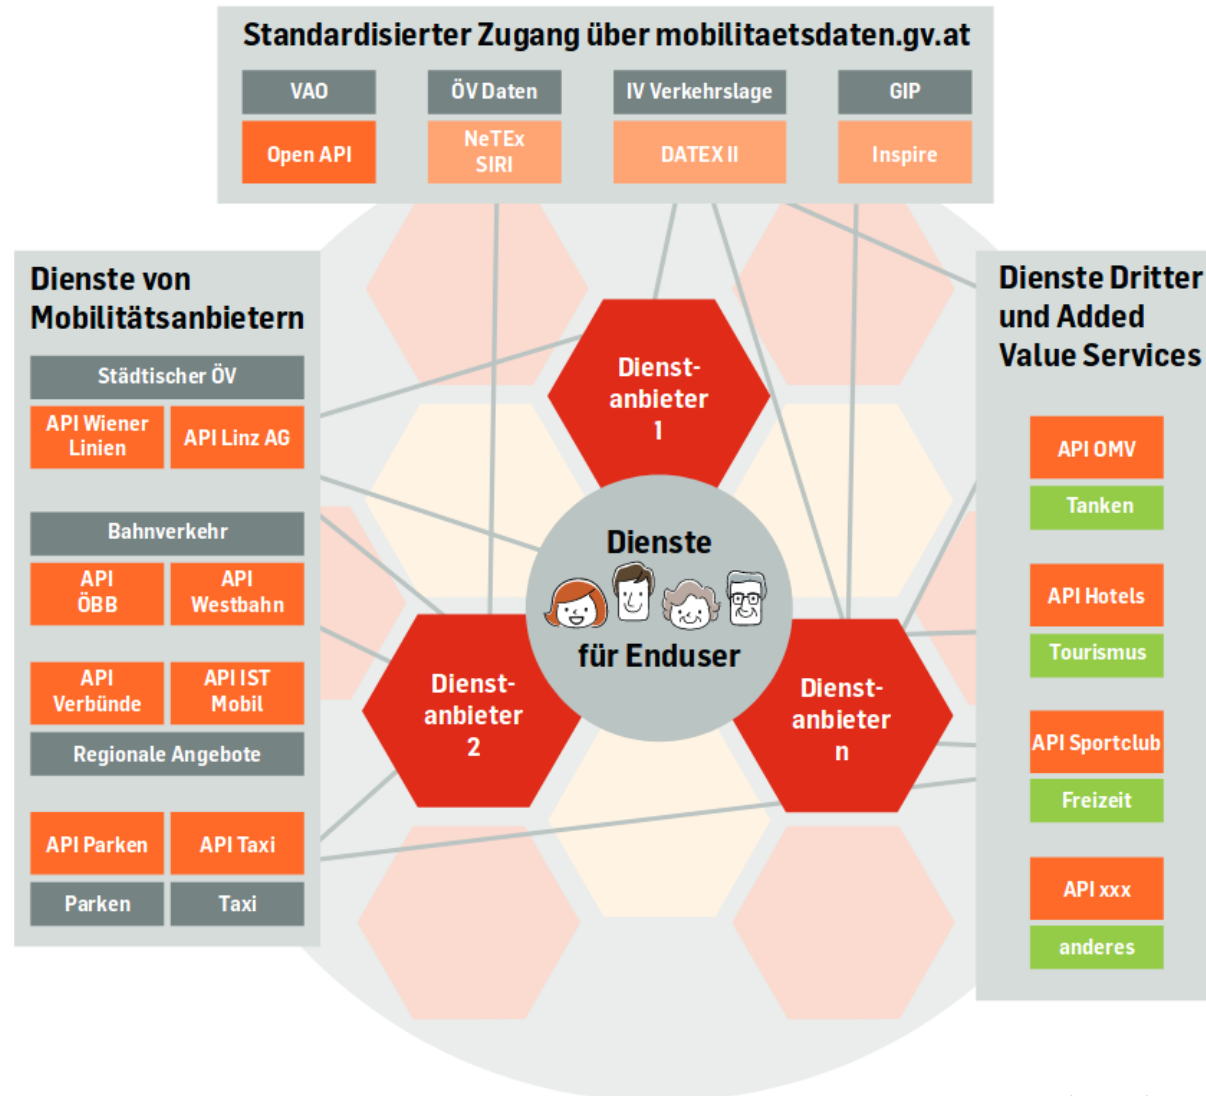 Standardisierter Zugang über mobilitaetsdaten.gv.at
VAO
Open API
ÖV Daten
NeTEx
SIRI
IV Verkehrslage
DATEX II
GIP
Inspire
Dienste von
Mobilitätsanbietern
Städtischer ÖV
API Wiener
Linien
API Linz AG
Bahnverkehr
API
ÖBB
API
Westbahn
API
Verbünde
API IST
Mobil
Regionale Angebote
API Parken
API Taxi
Parken
Taxi
Dienst-
anbieter
1
Dienste
für Enduser
Dienst-
anbieter
2
Dienst-
anbieter
n
Dienste Dritter
und Added
Value Services
API OMV
Tanken
API Hotels
Tourismus
API Sportclub
Freizeit
API xxx
anderes